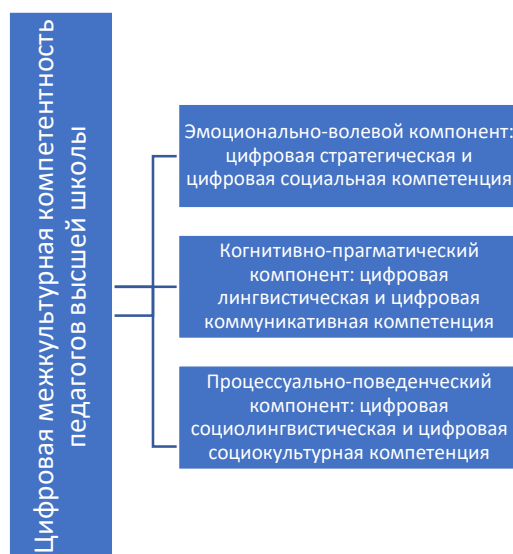 Цифровая межкультурная компетентность
педагогов высшей школы
Эмоционально-волевой компонент:
цифровая стратегическая и
цифровая социальная компетенция
Когнитивно-прагматический
компонент: цифровая
лингвистическая и цифровая
коммуникативная компетенция
Процессуально-поведенческий
компонент: цифровая
социолингвистическая и цифровая
социокультурная компетенция